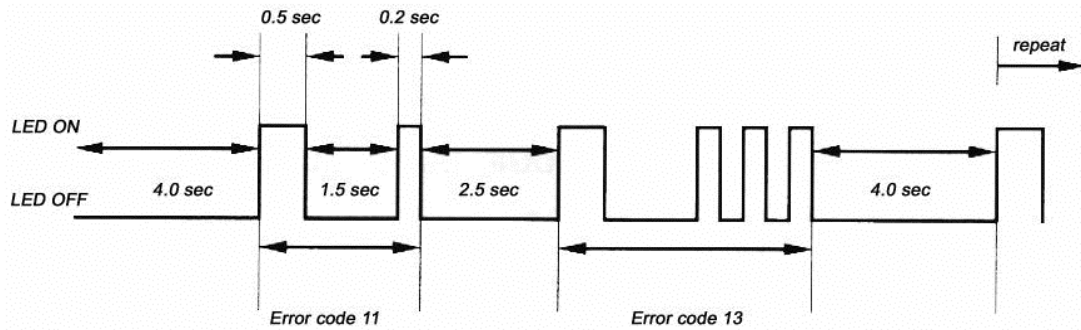 0.5 sec
0.2 sec
repeat
LED ON
4.0 sec
1.5 sec
2.5 sec
4.0 sec
LED OFF
Error code 11
Error code 13